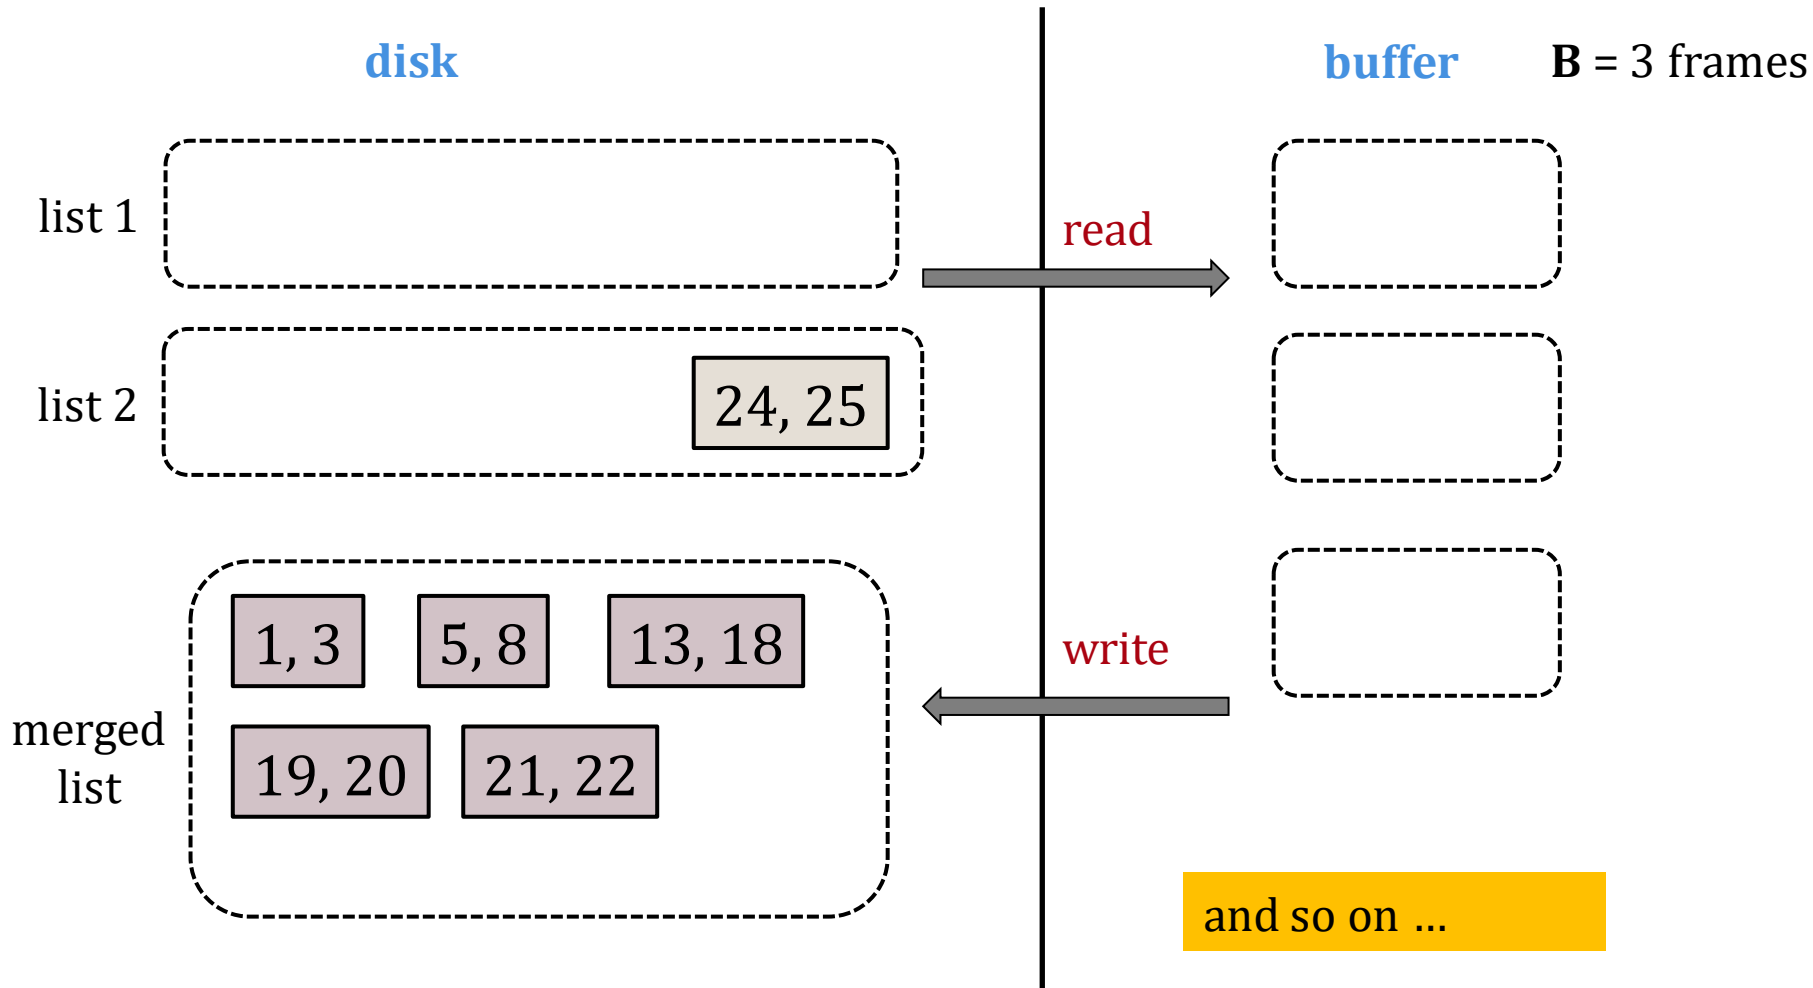 disk
buffer
B = 3 frames
list 1
read
list 2
24, 25
1, 3
5, 8
13, 18
write
merged
list
19, 20
21, 22
and so on ...